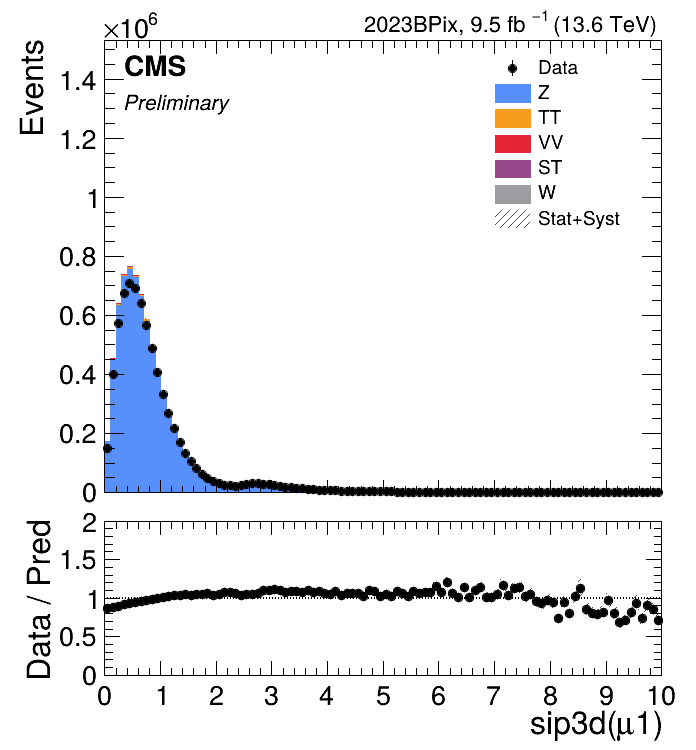 ×10⁶ 2023BPix, 9.5 fb ⁻¹ (13.6 TeV)
Events
CMS
Preliminary
Data
Z
TT
VV
ST
W
Stat+Syst
1.4
1.2
1
0.8
0.6
0.4
0.2
0
Data / Pred
2
1.5
1
0.5
0
0 1 2 3 4 5 6 7 8 9 10
sip3d(μ1)